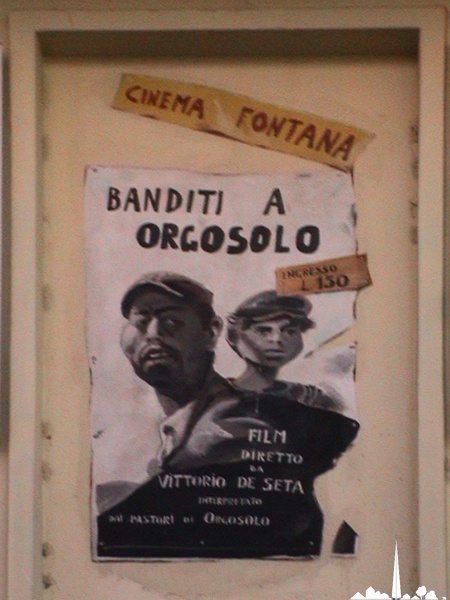 CINEMA FONTANA
BANDITI A
ORGOSOLO
INGRESSO
L 150
FILM
DIRETTO
DA
VITTORIO DE SETA
INTERPRETATO
DAI PASTORI DI ORGOSOLO